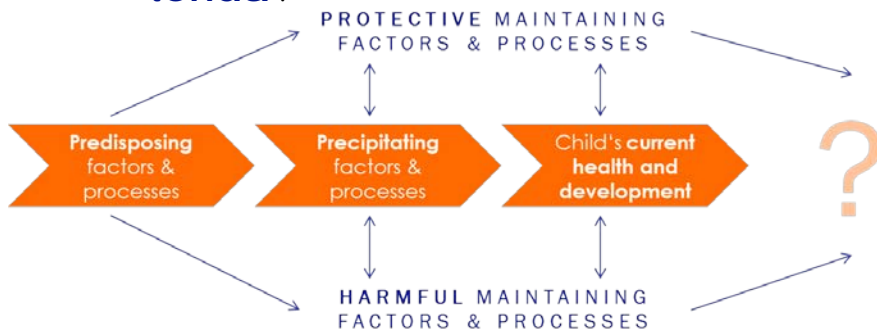 PROTECTIVE MAINTAINING
FACTORS & PROCESSES
Predisposing
factors &
processes
Precipitating
factors &
processes
Child's current
health and
development
?
HARMFUL MAINTAINING
FACTORS & PROCESSES